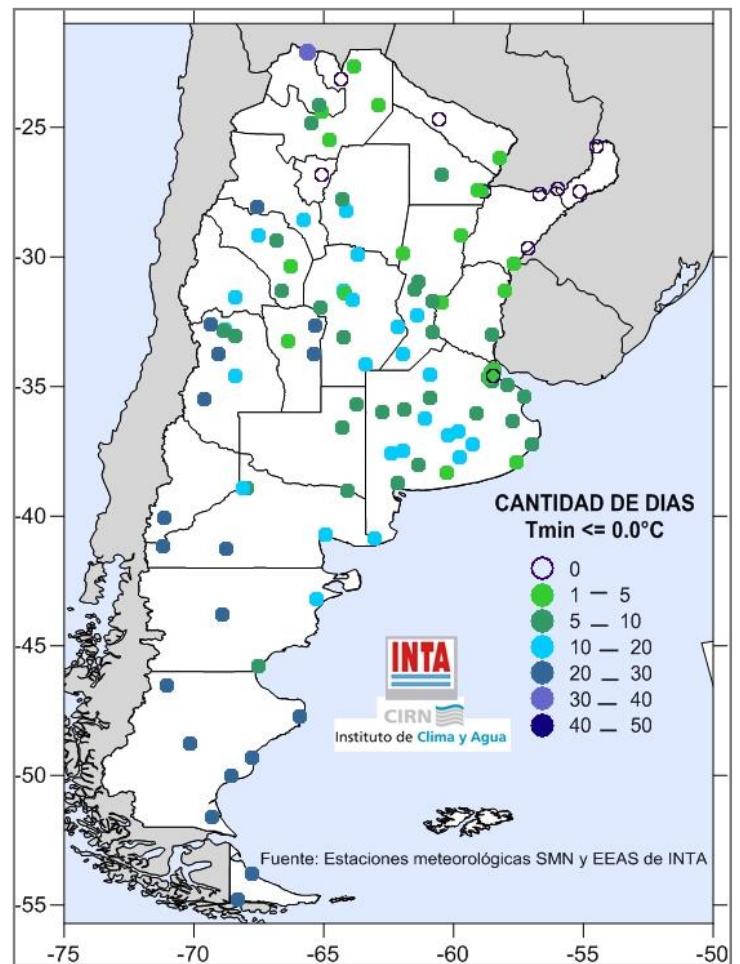 -25
-30
-35
-40
-45
-50
-55
CANTIDAD DE DIAS
Tmin <= 0.0°C
0
1 — 5
5 — 10
10 — 20
20 — 30
30 — 40
40 — 50
INTA
CIRN
Instituto de Clima y Agua
Fuente: Estaciones meteorológicas SMN y EEAS de INTA
-75 -70 -65 -60 -55 -50